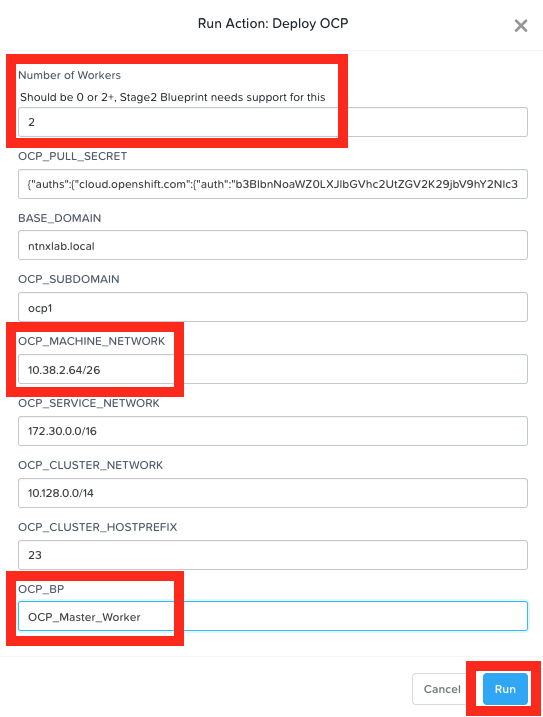 Run Action: Deploy OCP
Number of Workers
Should be 0 or 2+, Stage2 Blueprint needs support for this
2
OCP_PULL_SECRET
{"auths":{"cloud.openshift.com":{"auth":"b3BlbnNoaWZ0LXJlbGVhc2UtZGV2K29jbV9hY2Nlc3
BASE_DOMAIN
ntnxlab.local
OCP_SUBDOMAIN
ocp1
OCP_MACHINE_NETWORK
10.38.2.64/26
OCP_SERVICE_NETWORK
172.30.0.0/16
OCP_CLUSTER_NETWORK
10.128.0.0/14
OCP_CLUSTER_HOSTPREFIX
23
OCP_BP
OCP_Master_Worker
Cancel Run